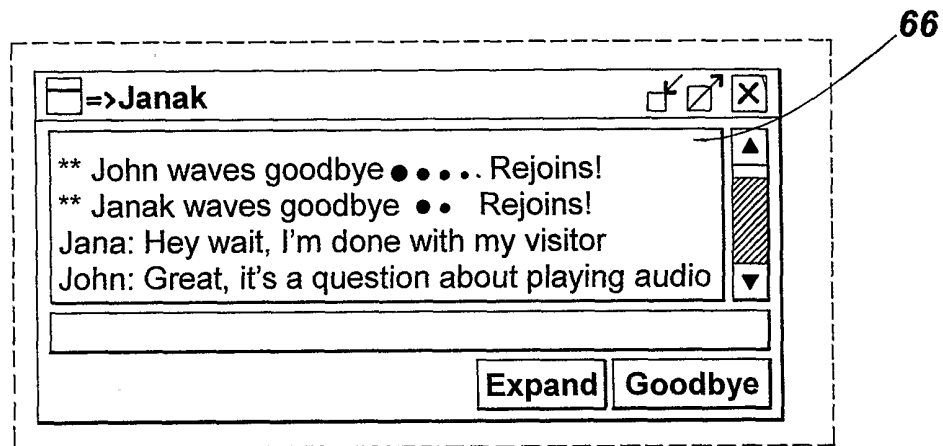 66
=>Janak
** John waves goodbye ● ● • • . Rejoins!
** Janak waves goodbye ● • Rejoins!
Jana: Hey wait, I'm done with my visitor
John: Great, it's a question about playing audio
Expand Goodbye